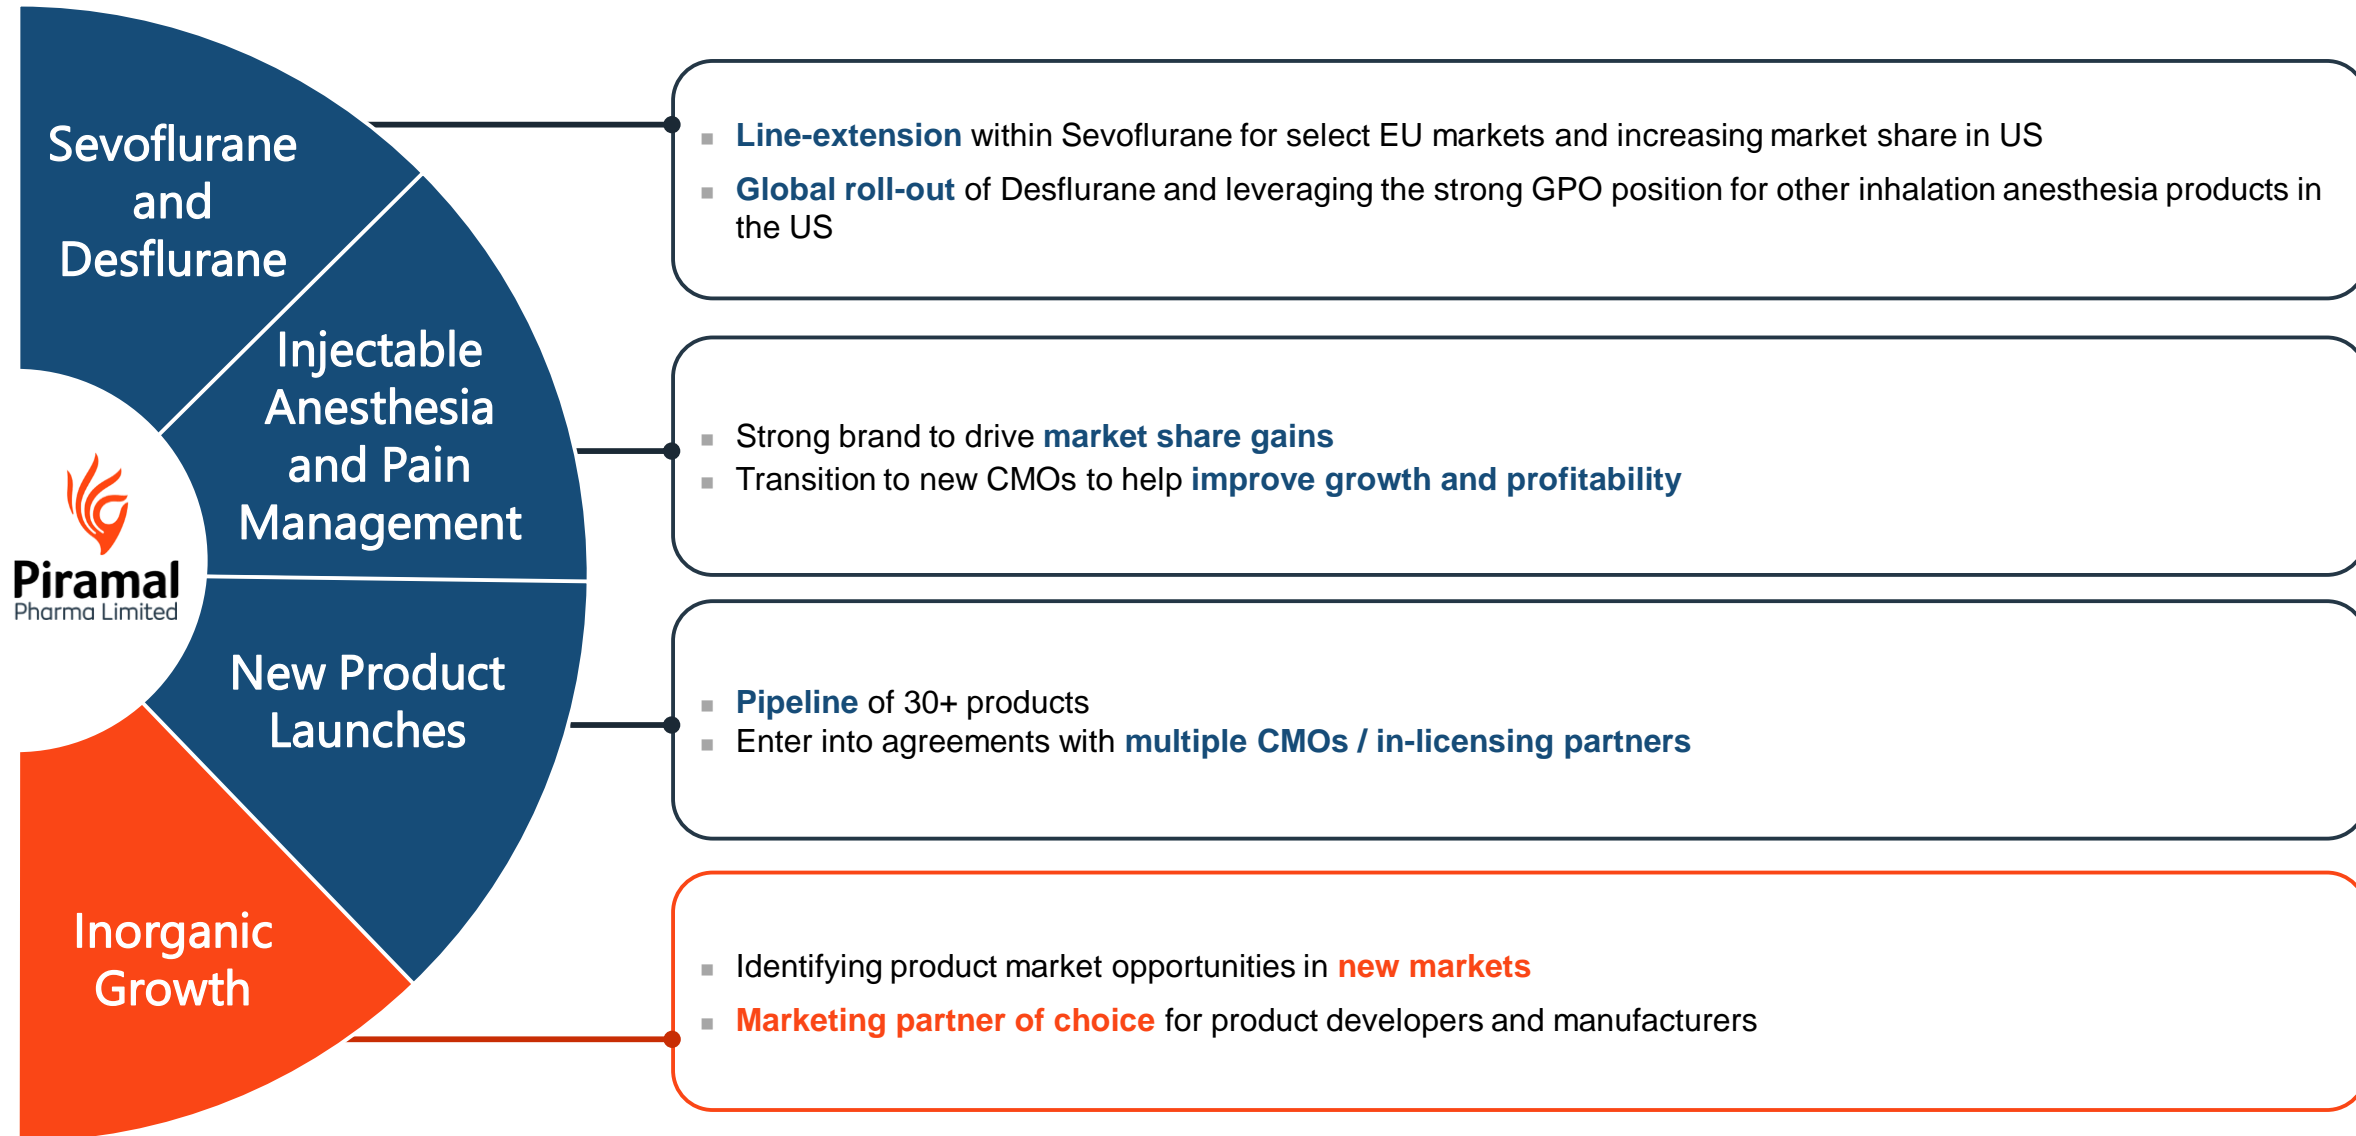 Sevoflurane
and
Desflurane
▪ Line-extension within Sevoflurane for select EU markets and increasing market share in US
▪ Global roll-out of Desflurane and leveraging the strong GPO position for other inhalation anesthesia products in
the US
Injectable
Anesthesia
and Pain
Management
▪ Strong brand to drive market share gains
▪ Transition to new CMOs to help improve growth and profitability
Piramal
Pharma Limited
New Product
Launches
▪ Pipeline of 30+ products
▪ Enter into agreements with multiple CMOs / in-licensing partners
Inorganic
Growth
▪ Identifying product market opportunities in new markets
▪ Marketing partner of choice for product developers and manufacturers